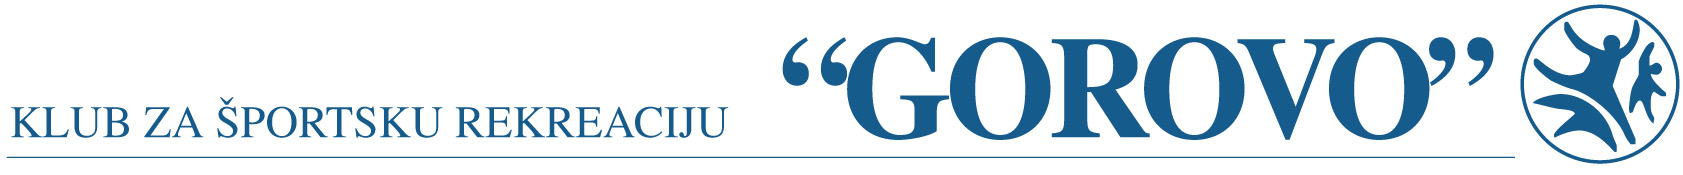 KLUB ZA ŠPORTSKU REKREACIJU “GOROVO”